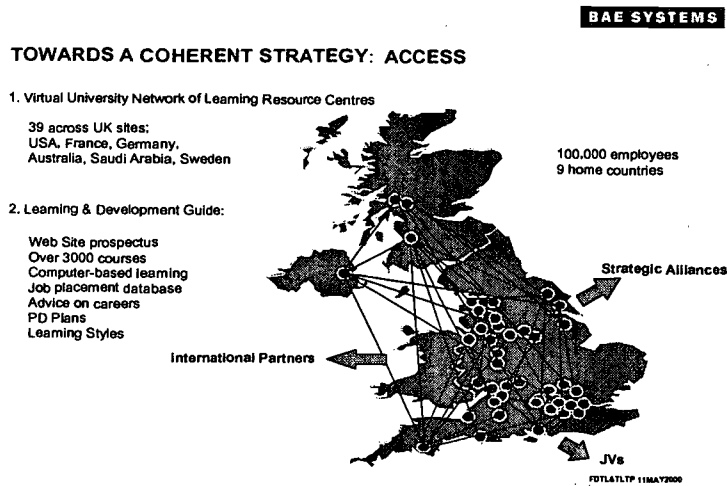 BAE SYSTEMS
TOWARDS A COHERENT STRATEGY: ACCESS
1. Virtual University Network of Learning Resource Centres
39 across UK sites;
USA, France, Germany,
Australia, Saudi Arabia, Sweden
100,000 employees
9 home countries
2. Learning & Development Guide:
Web Site prospectus
Over 3000 courses
Computer-based learning
Job placement database
Advice on careers
PD Plans
Learning Styles
Strategic Alliances
International Partners
JVs
FDTL&TLTP 11MAY2000